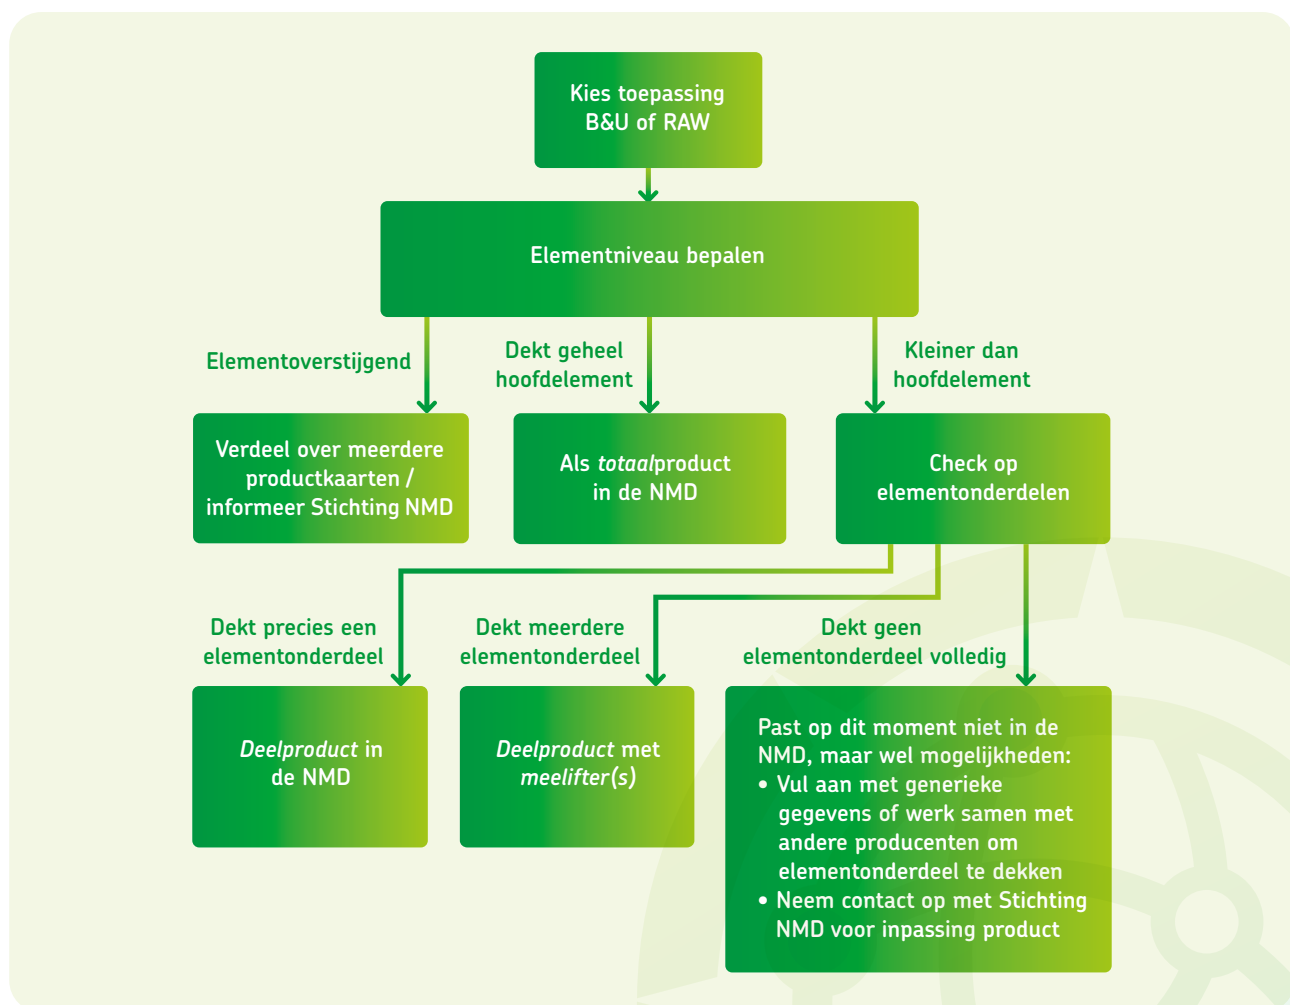 Kies toepassing
B&U of RAW
Elementniveau bepalen
Elementoverstijgend
Dekt geheel
hoofdelement
Kleiner dan
hoofdelement
Verdeel over meerdere
productkaarten /
informeer Stichting NMD
Als totaalproduct
in de NMD
Check op
elementonderdelen
Dekt precies een
elementonderdeel
Dekt meerdere
elementonderdeel
Dekt geen
elementonderdeel volledig
Deelproduct in
de NMD
Deelproduct met
meelifter(s)
Past op dit moment niet in de
NMD, maar wel mogelijkheden:
• Vul aan met generieke
gegevens of werk samen met
andere producenten om
elementonderdeel te dekken
• Neem contact op met Stichting
NMD voor inpassing product